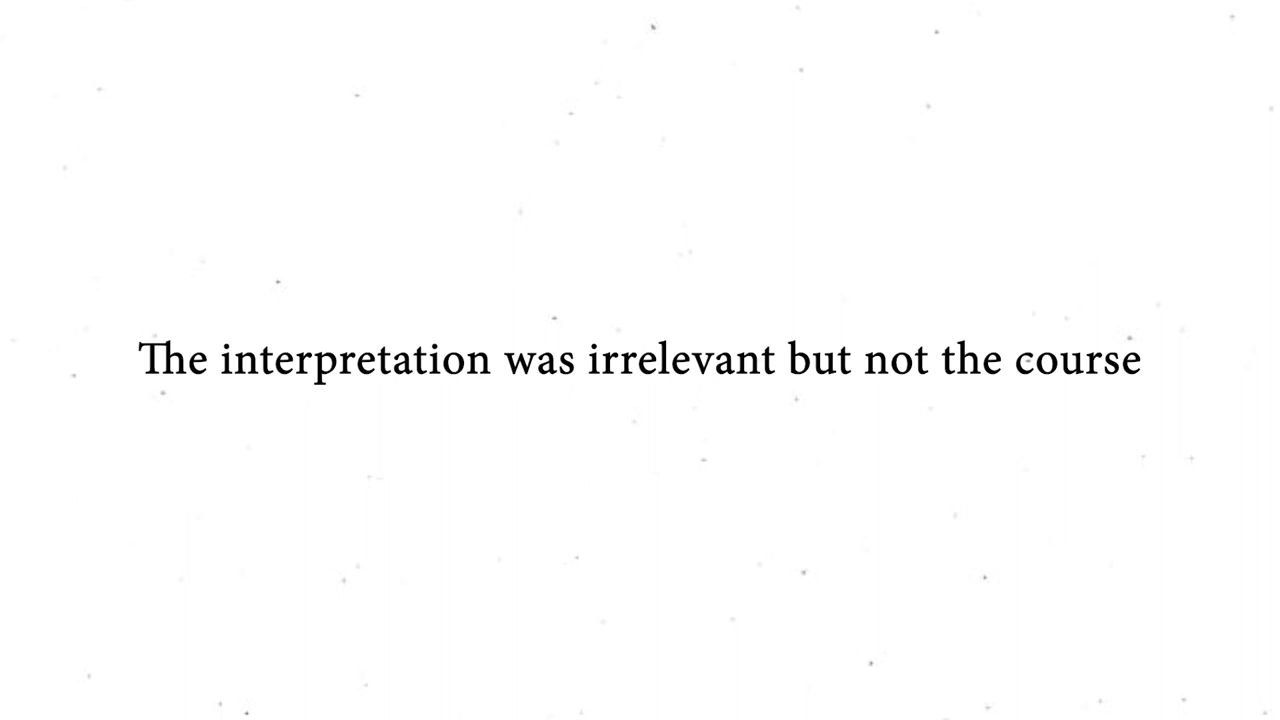 The interpretation was irrelevant but not the course